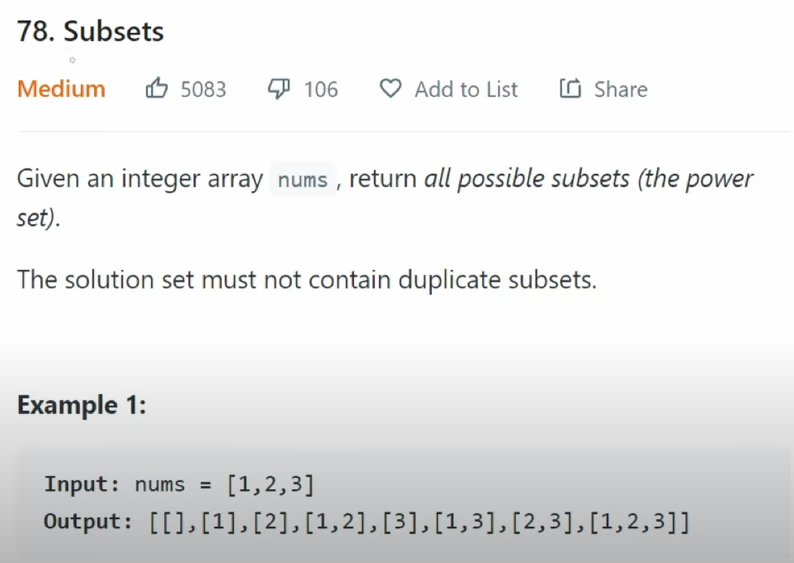 78. Subsets
Medium 5083 106 Add to List Share
Given an integer array nums , return all possible subsets (the power
set).
The solution set must not contain duplicate subsets.
Example 1:
Input: nums = [1,2,3]
Output: [[],[1],[2],[1,2],[3],[1,3],[2,3],[1,2,3]]